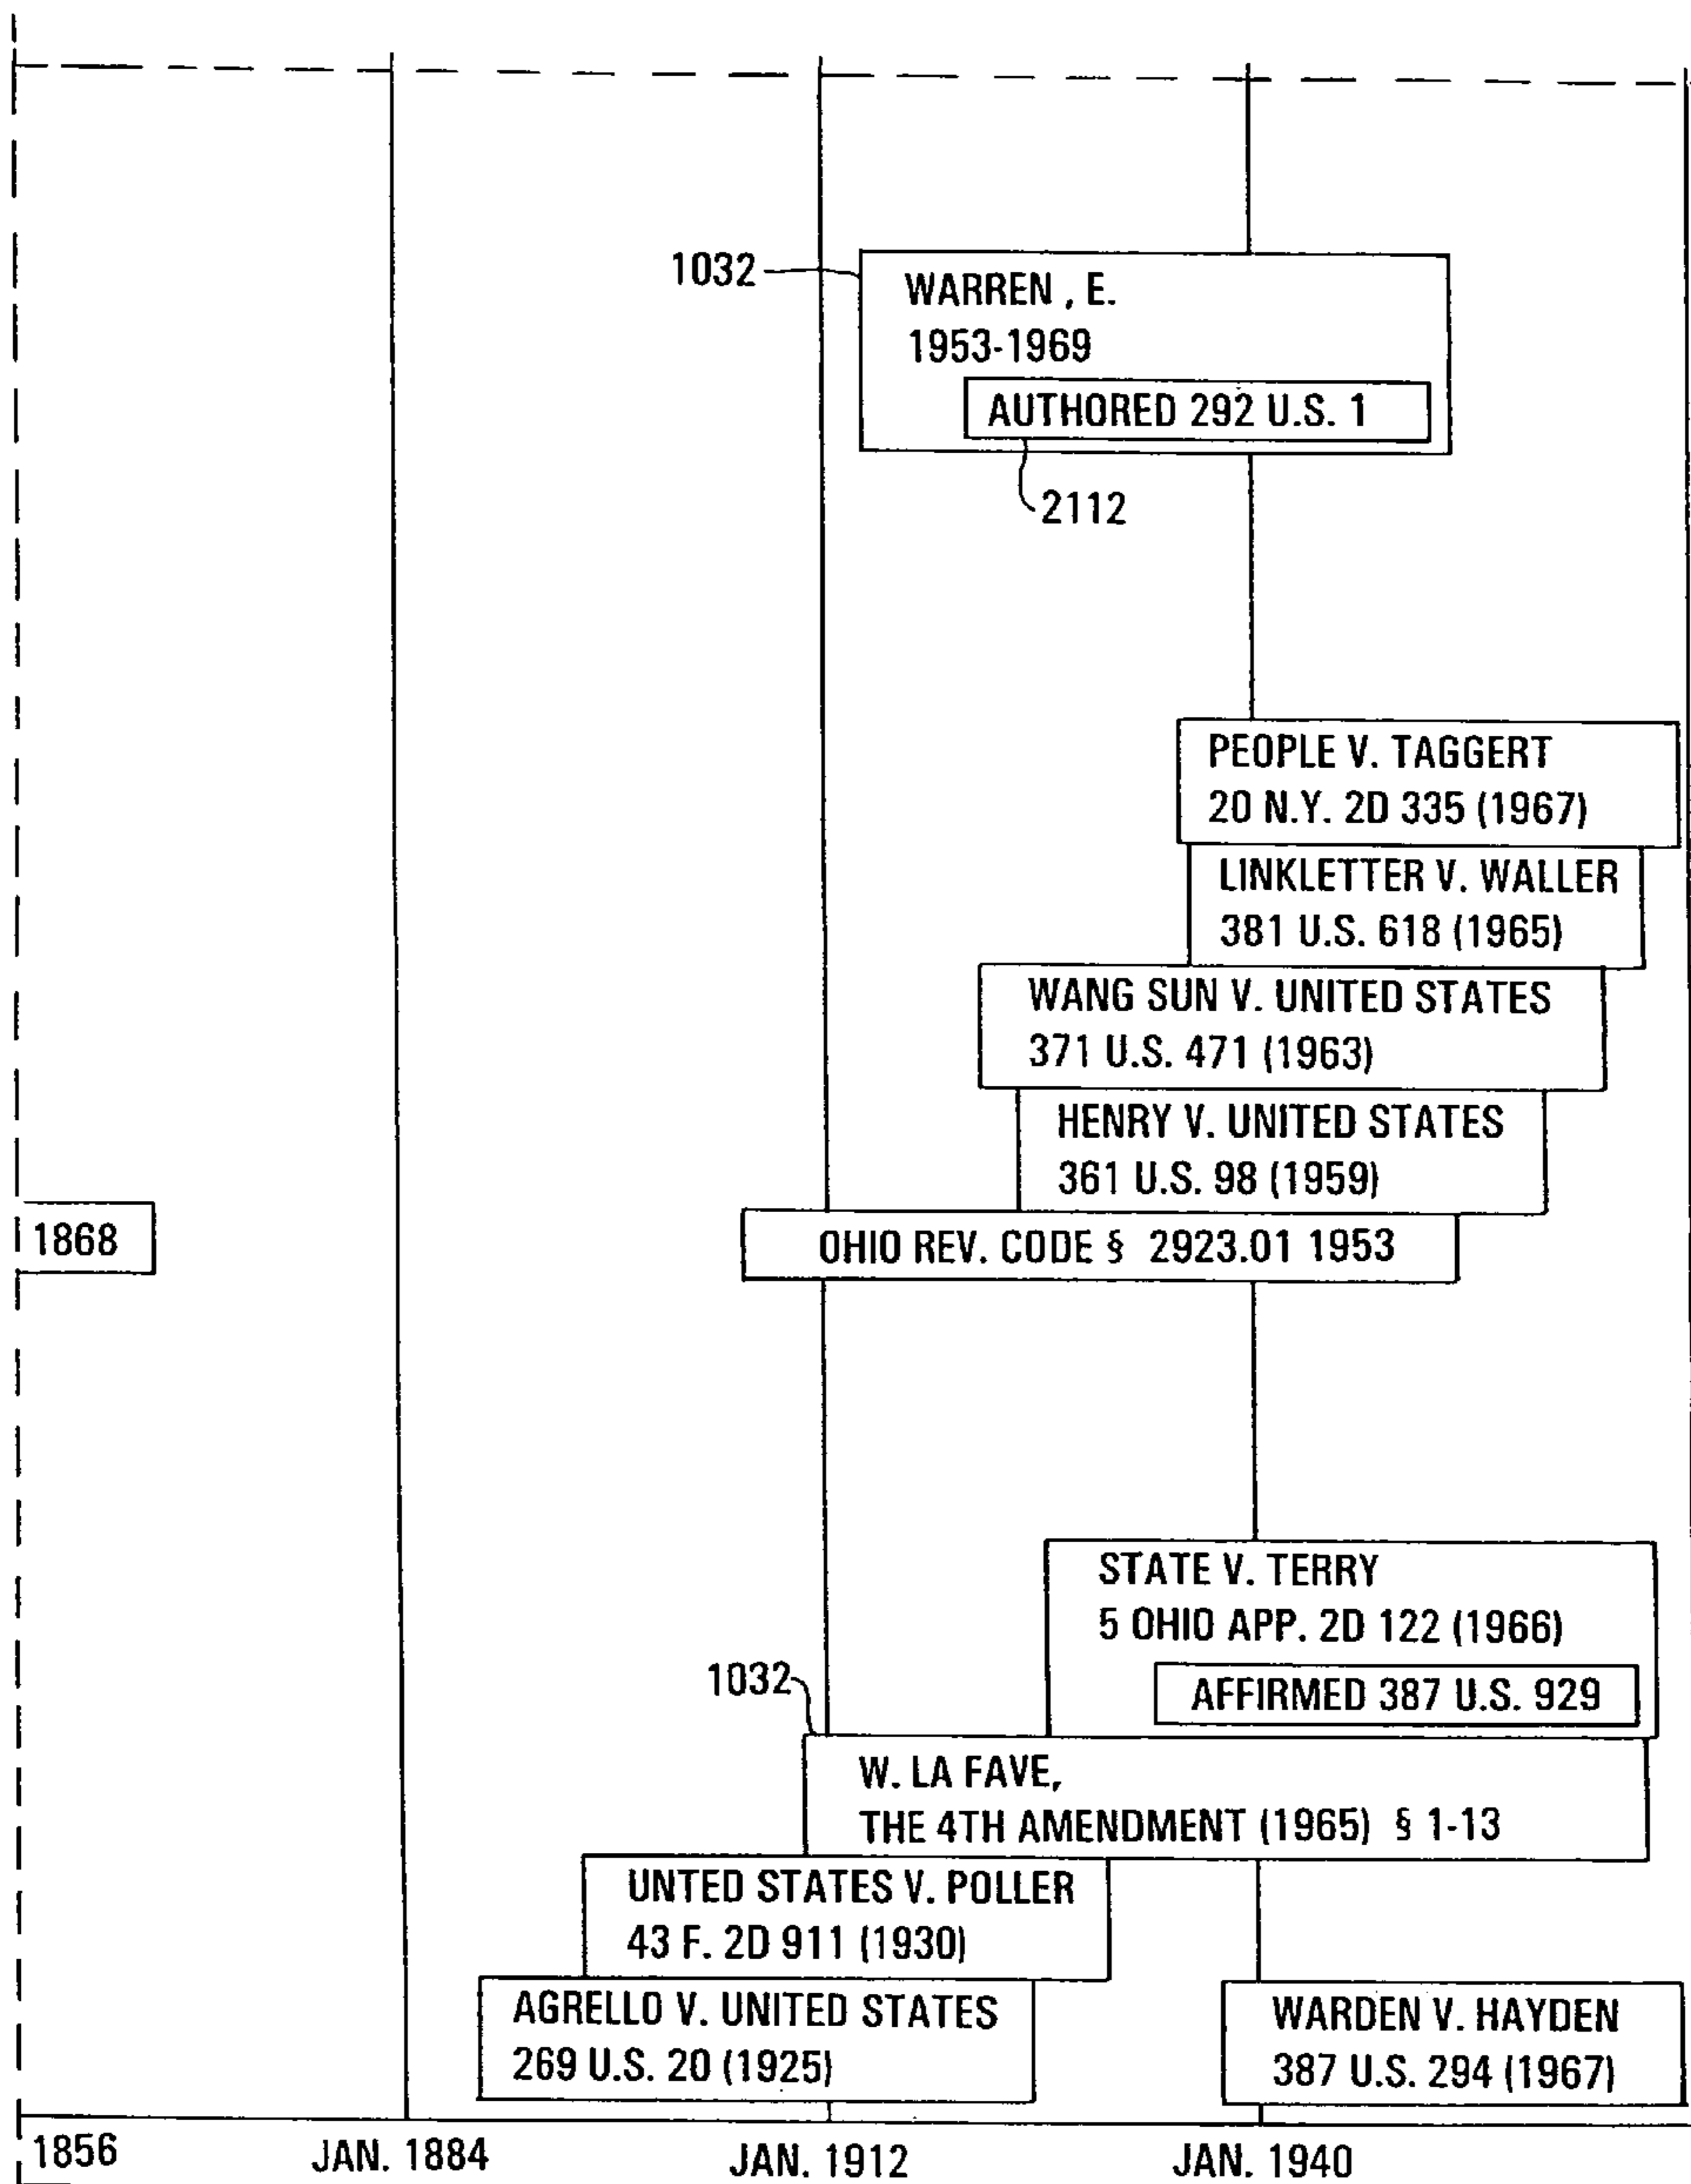 1032
WARREN , E.
1953-1969
AUTHORED 292 U.S. 1
2112
PEOPLE V. TAGGERT
20 N.Y. 2D 335 (1967)
LINKLETTER V. WALLER
381 U.S. 618 (1965)
WANG SUN V. UNITED STATES
371 U.S. 471 (1963)
HENRY V. UNITED STATES
361 U.S. 98 (1959)
1868
OHIO REV. CODE § 2923.01 1953
STATE V. TERRY
5 OHIO APP. 2D 122 (1966)
AFFIRMED 387 U.S. 929
1032
W. LA FAVE,
THE 4TH AMENDMENT (1965) § 1-13
UNTED STATES V. POLLER
43 F. 2D 911 (1930)
AGRELLO V. UNITED STATES
269 U.S. 20 (1925)
WARDEN V. HAYDEN
387 U.S. 294 (1967)
1856 JAN. 1884 JAN. 1912 JAN. 1940